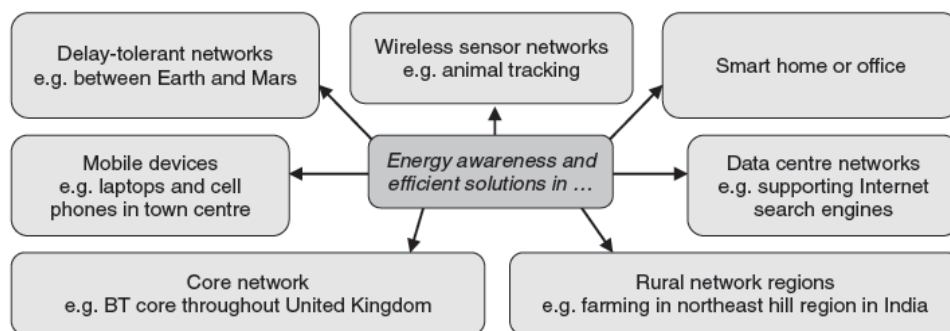 Delay-tolerant networks
e.g. between Earth and Mars
Wireless sensor networks
e.g. animal tracking
Smart home or office
Mobile devices
e.g. laptops and cell
phones in town centre
Energy awareness and
efficient solutions in ...
Data centre networks
e.g. supporting Internet
search engines
Core network
e.g. BT core throughout United Kingdom
Rural network regions
e.g. farming in northeast hill region in India